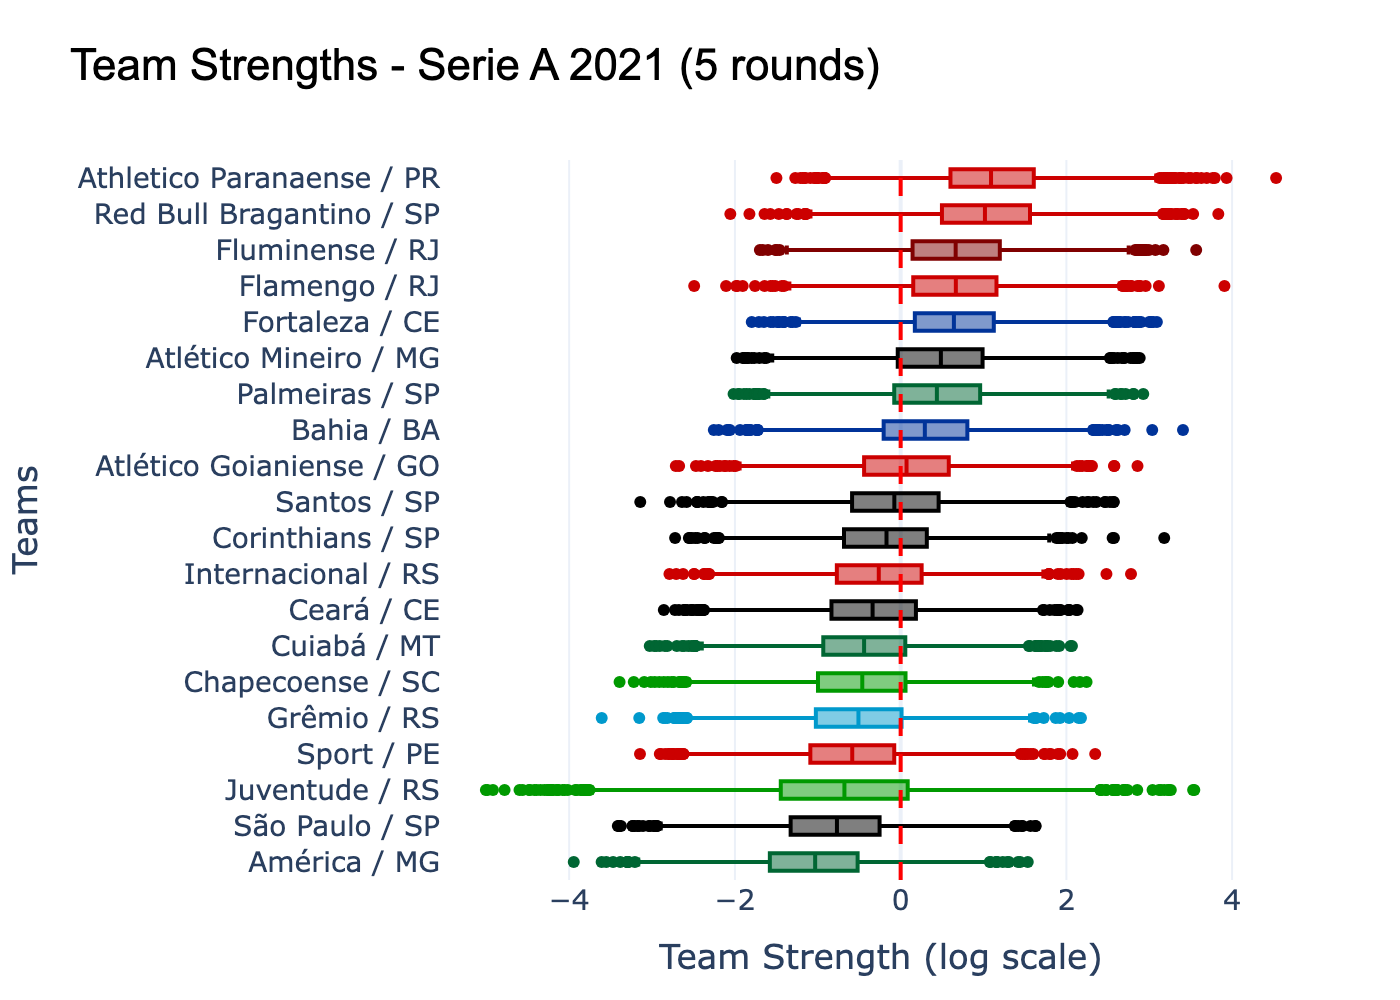 Team Strengths - Serie A 2021 (5 rounds)
Athletico Paranaense / PR
Red Bull Bragantino / SP
Fluminense / RJ
Flamengo / RJ
Fortaleza / CE
Atlético Mineiro / MG
Palmeiras / SP
Bahia / BA
Atlético Goianiense / GO
Santos / SP
Corinthians / SP
Internacional / RS
Ceará / CE
Cuiabá / MT
Chapecoense / SC
Grêmio / RS
Sport / PE
Juventude / RS
São Paulo / SP
América / MG
Teams
−4 −2 0 2 4
Team Strength (log scale)